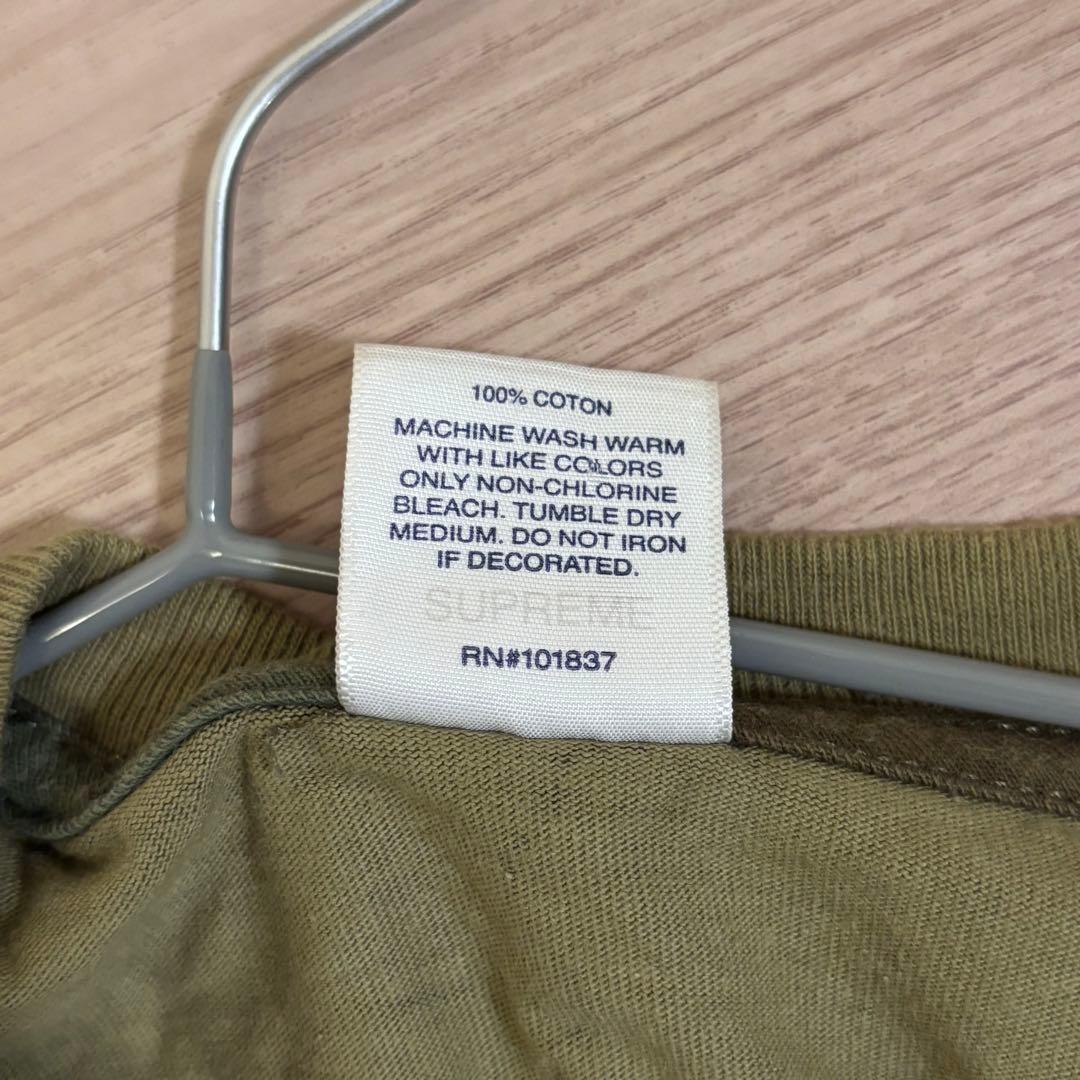 100% COTON
MACHINE WASH WARM
WITH LIKE COLORS
ONLY NON-CHLORINE
BLEACH. TUMBLE DRY
MEDIUM. DO NOT IRON
IF DECORATED.
SUPREME
RN#101837